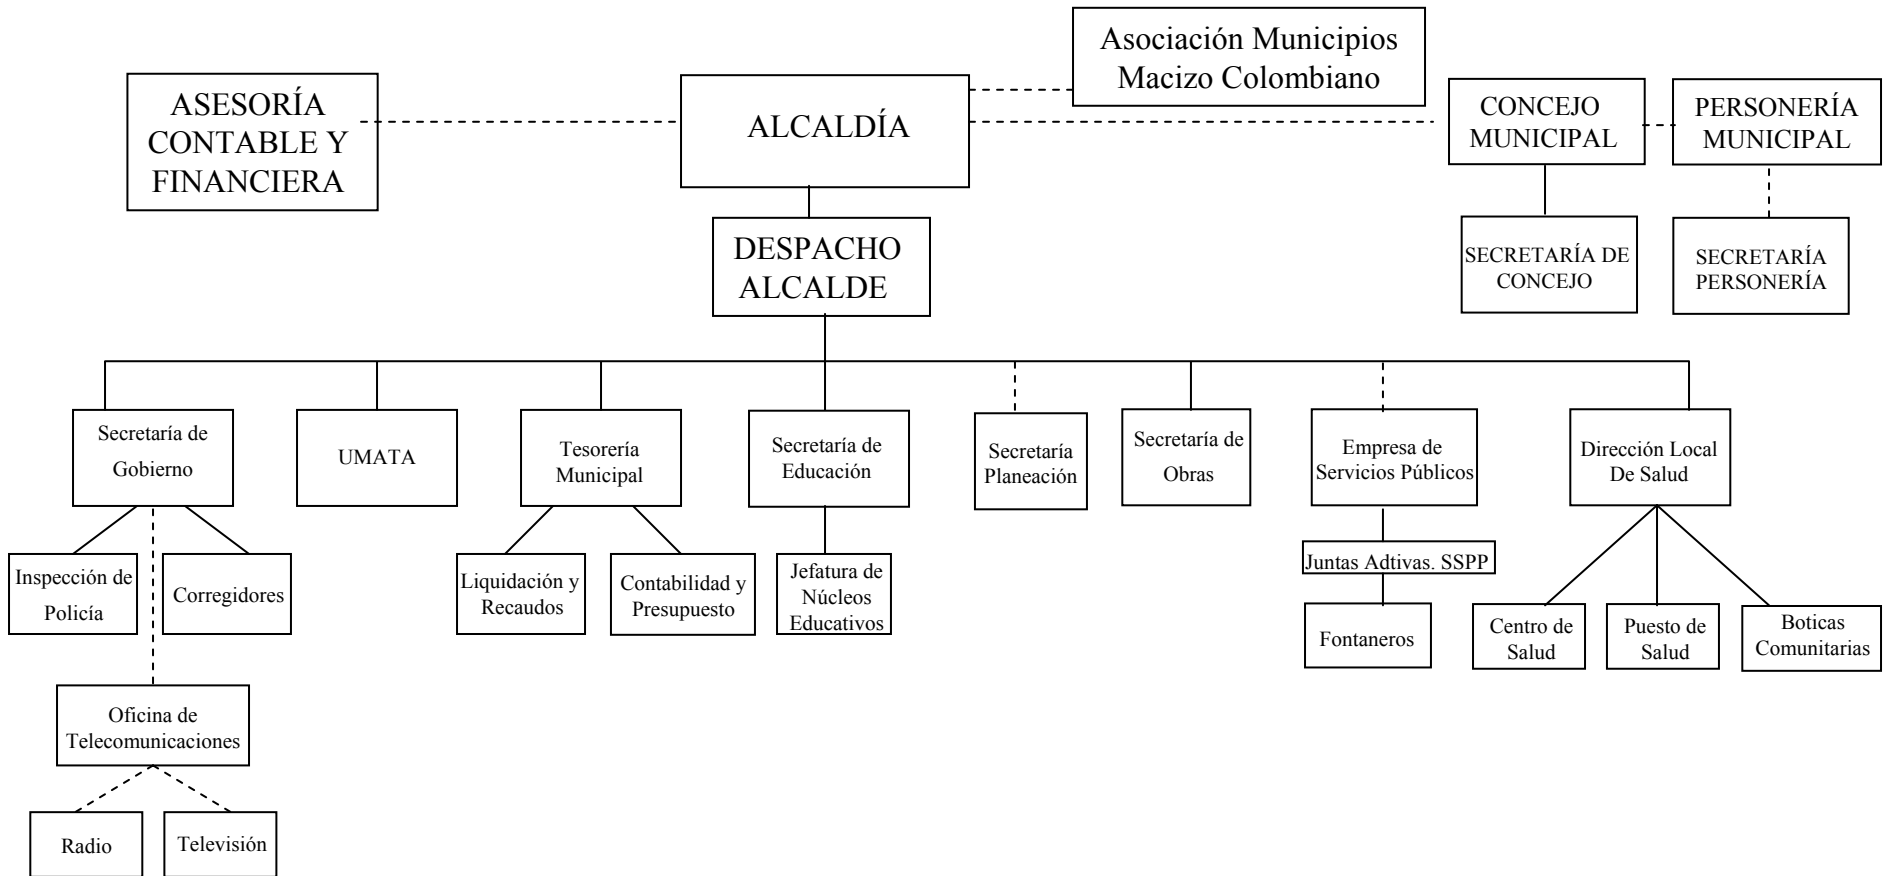 Asociación Municipios
Macizo Colombiano
ASESORÍA
CONTABLE Y
FINANCIERA
ALCALDÍA
CONCEJO
MUNICIPAL
PERSONERÍA
MUNICIPAL
DESPACHO
ALCALDE
SECRETARÍA DE
CONCEJO
SECRETARÍA
PERSONERÍA
Secretaría de
Gobierno
UMATA
Tesorería
Municipal
Secretaría de
Educación
Secretaría
Planeación
Secretaría de
Obras
Empresa de
Servicios Públicos
Dirección Local
De Salud
Inspección de
Policía
Corregidores
Liquidación y
Recaudos
Contabilidad y
Presupuesto
Jefatura de
Núcleos
Educativos
Juntas Adtivas. SSPP
Fontaneros
Centro de
Salud
Puesto de
Salud
Boticas
Comunitarias
Oficina de
Telecomunicaciones
Radio
Televisión